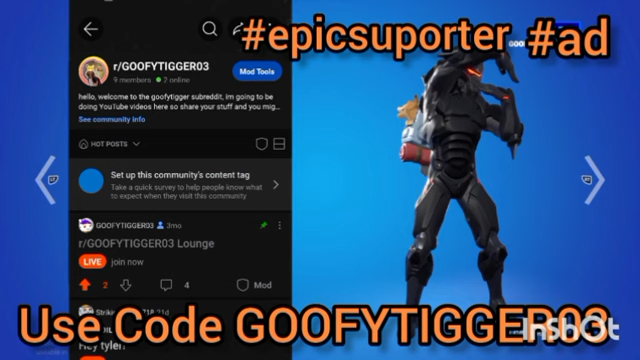 #epicsuporter #ad
r/GOOFYTIGGER03
9 members 2 online
Mod Tools
hello, welcome to the goofytigger subreddit, im going to be
doing YouTube videos here so share your stuff and you mig...
See community info
HOT POSTS
Set up this community's content tag
Take a quick survey to help people know what
to expect when they visit this community
GOOFYTIGGER03 3mo
r/GOOFYTIGGER03 Lounge
LIVE join now
2 4 Mod
Hey tyler!
Use Code GOOFYTIGGER03
InShOt